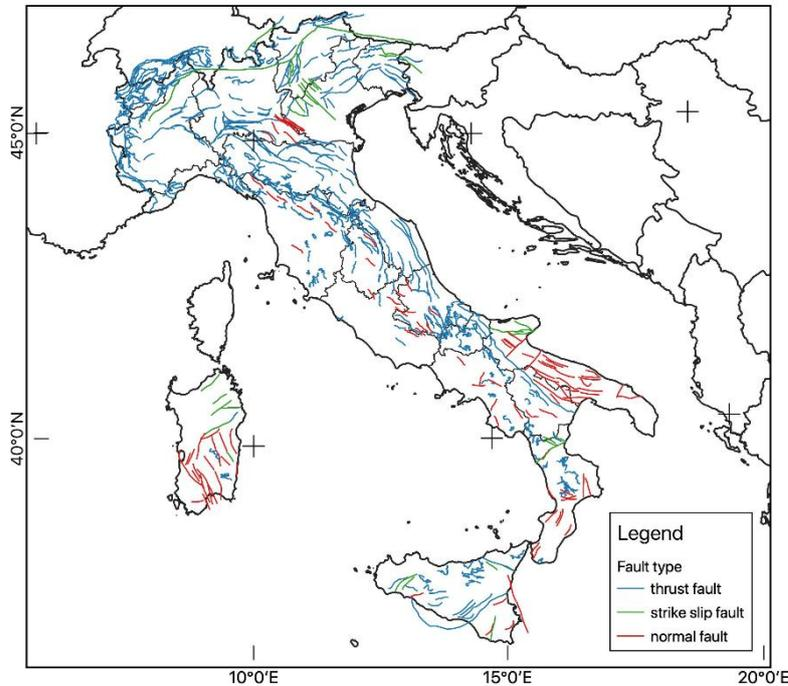 45°0'N
40°0'N
Legend
Fault type
thrust fault
strike slip fault
normal fault
10°0'E
15°0'E
20°0'E